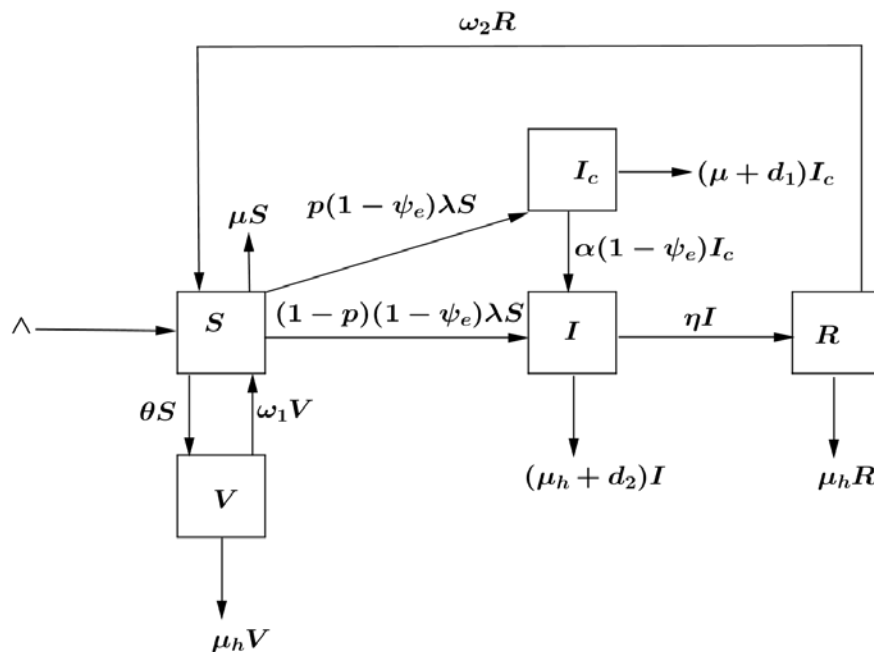 ω₂R
I_c
(μ + d₁)I_c
p(1 − ψ_e)λS
μS
α(1 − ψ_e)I_c
∧
S
(1 − p)(1 − ψ_e)λS
I
ηI
R
θS
ω₁V
(μ_h + d₂)I
μ_hR
V
μ_hV